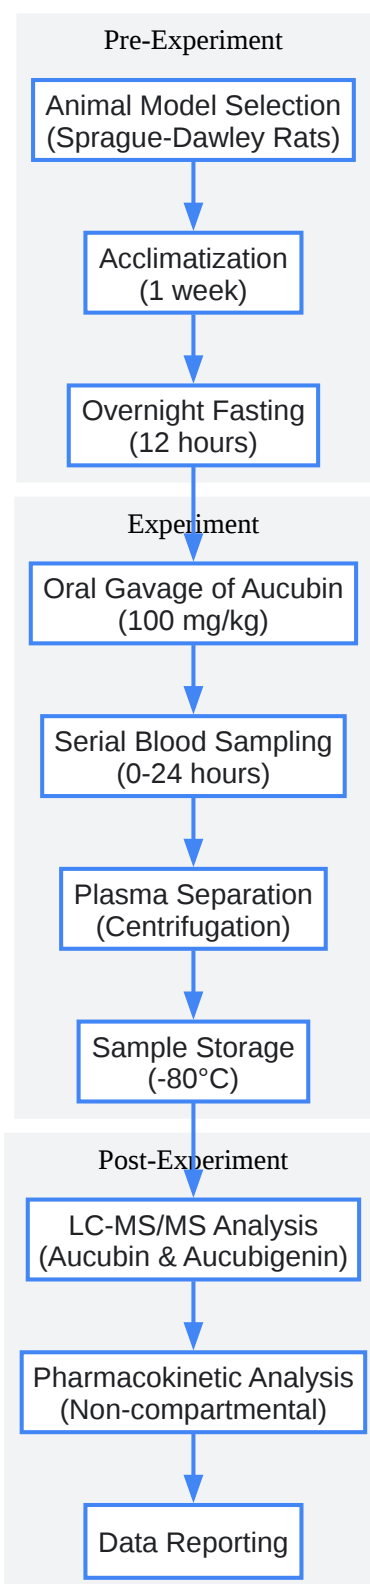 Pre-Experiment
Animal Model Selection
(Sprague-Dawley Rats)
Acclimatization
(1 week)
Overnight Fasting
(12 hours)
Experiment
Oral Gavage of Aucubin
(100 mg/kg)
Serial Blood Sampling
(0-24 hours)
Plasma Separation
(Centrifugation)
Sample Storage
(-80°C)
Post-Experiment
LC-MS/MS Analysis
(Aucubin & Aucubigenin)
Pharmacokinetic Analysis
(Non-compartmental)
Data Reporting